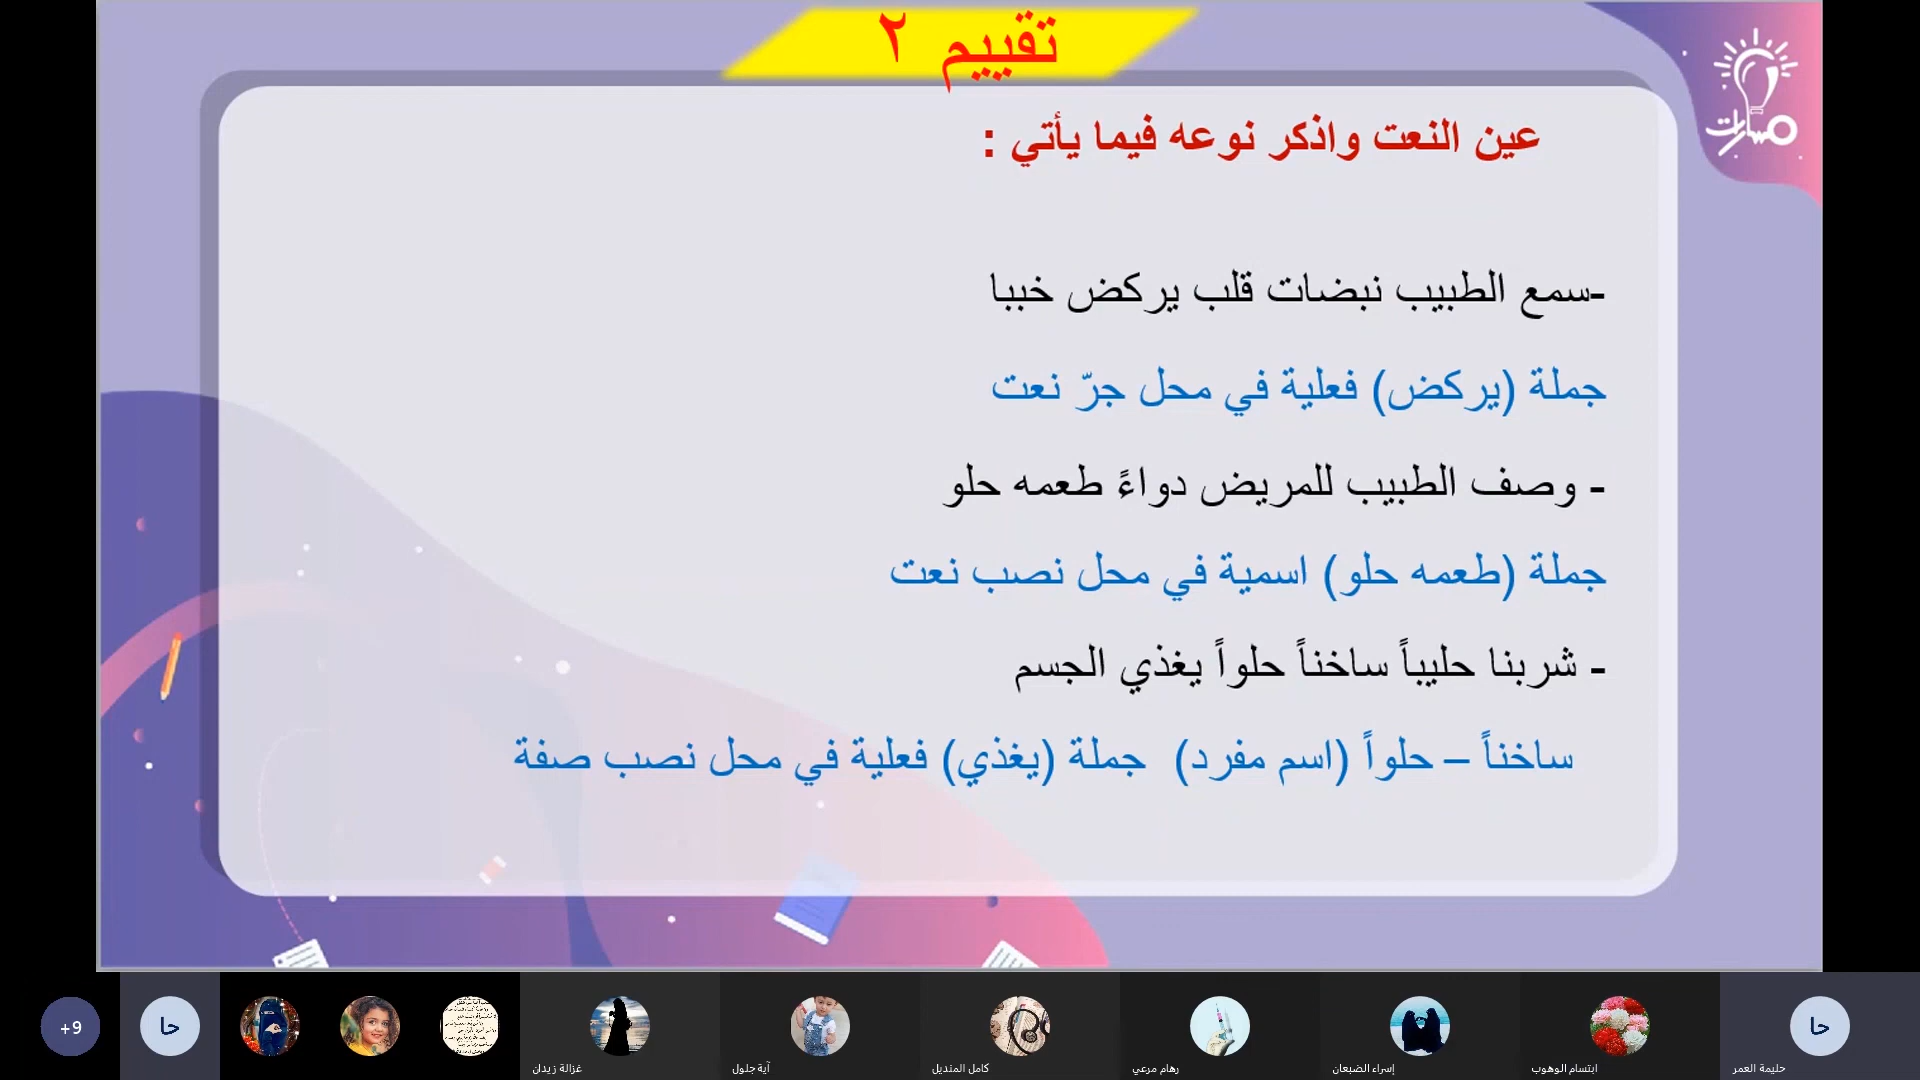 تقييم ٢
مسارات
عين النعت واذكر نوعه فيما يأتي :
-سمع الطبيب نبضات قلب يركض خببا
جملة (يركض) فعلية في محل جرّ نعت
- وصف الطبيب للمريض دواءً طعمه حلو
جملة (طعمه حلو) اسمية في محل نصب نعت
- شربنا حليباً ساخناً حلواً يغذي الجسم
ساخناً – حلواً (اسم مفرد) جملة (يغذي) فعلية في محل نصب صفة
حا
حليمة العمر
ابتسام الوهوب
إسراء الضبعان
رهام مرعي
كامل المنديل
آية جلول
غزالة زيدان
حا
+9